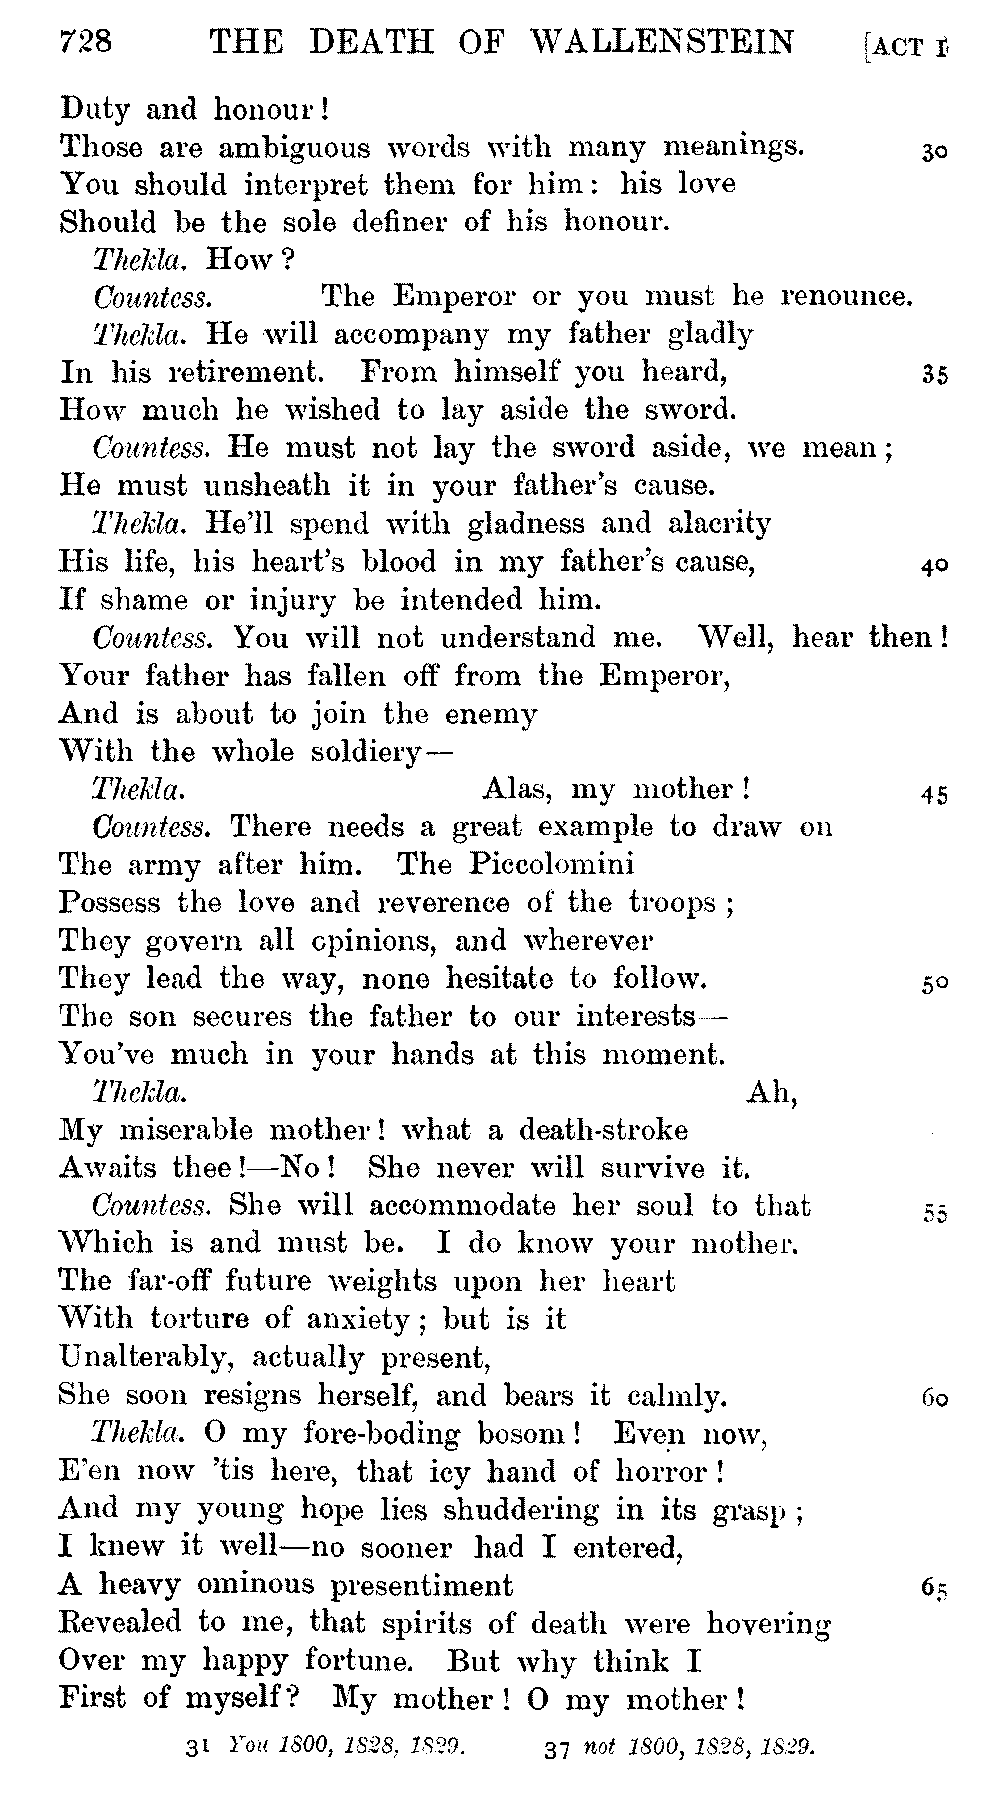 728 THE DEATH OF WALLENSTEIN [ACT I
Duty and honour!
Those are ambiguous words with many meanings. 30
You should interpret them for him: his love
Should be the sole definer of his honour.
Thekla. How?
Countess. The Emperor or you must he renounce.
Thekla. He will accompany my father gladly
In his retirement. From himself you heard, 35
How much he wished to lay aside the sword.
Countess. He must not lay the sword aside, we mean;
He must unsheath it in your father's cause.
Thekla. He'll spend with gladness and alacrity
His life, his heart's blood in my father's cause, 40
If shame or injury be intended him.
Countess. You will not understand me. Well, hear then!
Your father has fallen off from the Emperor,
And is about to join the enemy
With the whole soldiery—
Thekla. Alas, my mother! 45
Countess. There needs a great example to draw on
The army after him. The Piccolomini
Possess the love and reverence of the troops;
They govern all opinions, and wherever
They lead the way, none hesitate to follow. 50
The son secures the father to our interests—
You've much in your hands at this moment.
Thekla. Ah,
My miserable mother! what a death-stroke
Awaits thee!—No! She never will survive it.
Countess. She will accommodate her soul to that 55
Which is and must be. I do know your mother.
The far-off future weights upon her heart
With torture of anxiety; but is it
Unalterably, actually present,
She soon resigns herself, and bears it calmly. 60
Thekla. O my fore-boding bosom! Even now,
E'en now 'tis here, that icy hand of horror!
And my young hope lies shuddering in its grasp;
I knew it well—no sooner had I entered,
A heavy ominous presentiment 65
Revealed to me, that spirits of death were hovering
Over my happy fortune. But why think I
First of myself? My mother! O my mother!
31 You 1800, 1828, 1829. 37 not 1800, 1828, 1829.